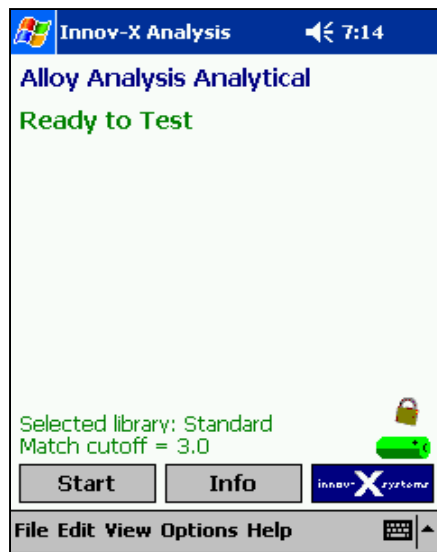 Innov-X Analysis 7:14
Alloy Analysis Analytical
Ready to Test
Selected library: Standard
Match cutoff = 3.0
Start Info innov-X systems
File Edit View Options Help